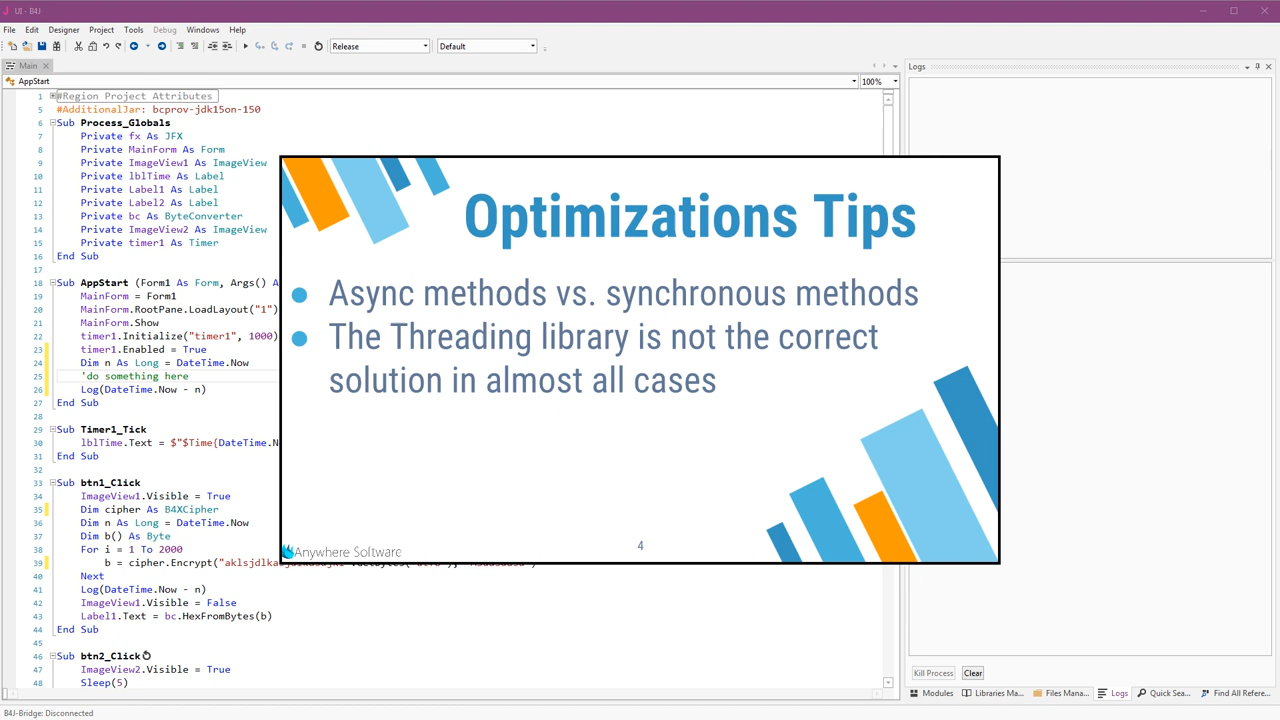 UI - B4J
File Edit Designer Project Tools Debug Windows Help
Release Default
Main
AppStart 100%
1 #Region Project Attributes
5 #AdditionalJar: bcprov-jdk15on-150
6 Sub Process_Globals
7 Private fx As JFX
8 Private MainForm As Form
9 Private ImageView1 As ImageView
10 Private lblTime As Label
11 Private Label1 As Label
12 Private Label2 As Label
13 Private bc As ByteConverter
14 Private ImageView2 As ImageView
15 Private timer1 As Timer
16 End Sub
17
18 Sub AppStart (Form1 As Form, Args() A
19 MainForm = Form1
20 MainForm.RootPane.LoadLayout("1")
21 MainForm.Show
22 timer1.Initialize("timer1", 1000)
23 timer1.Enabled = True
24 Dim n As Long = DateTime.Now
25 'do something here
26 Log(DateTime.Now - n)
27 End Sub
28
29 Sub Timer1_Tick
30 lblTime.Text = $"$Time{DateTime.N
31 End Sub
32
33 Sub btn1_Click
34 ImageView1.Visible = True
35 Dim cipher As B4XCipher
36 Dim n As Long = DateTime.Now
37 Dim b() As Byte
38 For i = 1 To 2000
39 b = cipher.Encrypt("aklsjdlka
40 Next
41 Log(DateTime.Now - n)
42 ImageView1.Visible = False
43 Label1.Text = bc.HexFromBytes(b)
44 End Sub
45
46 Sub btn2_Click
47 ImageView2.Visible = True
48 Sleep(5)
Optimizations Tips
Async methods vs. synchronous methods
The Threading library is not the correct
solution in almost all cases
Anywhere Software
4
Logs
Kill Process Clear
Modules Libraries Ma... Files Mana... Logs Quick Sea... Find All Refere...
B4J-Bridge: Disconnected